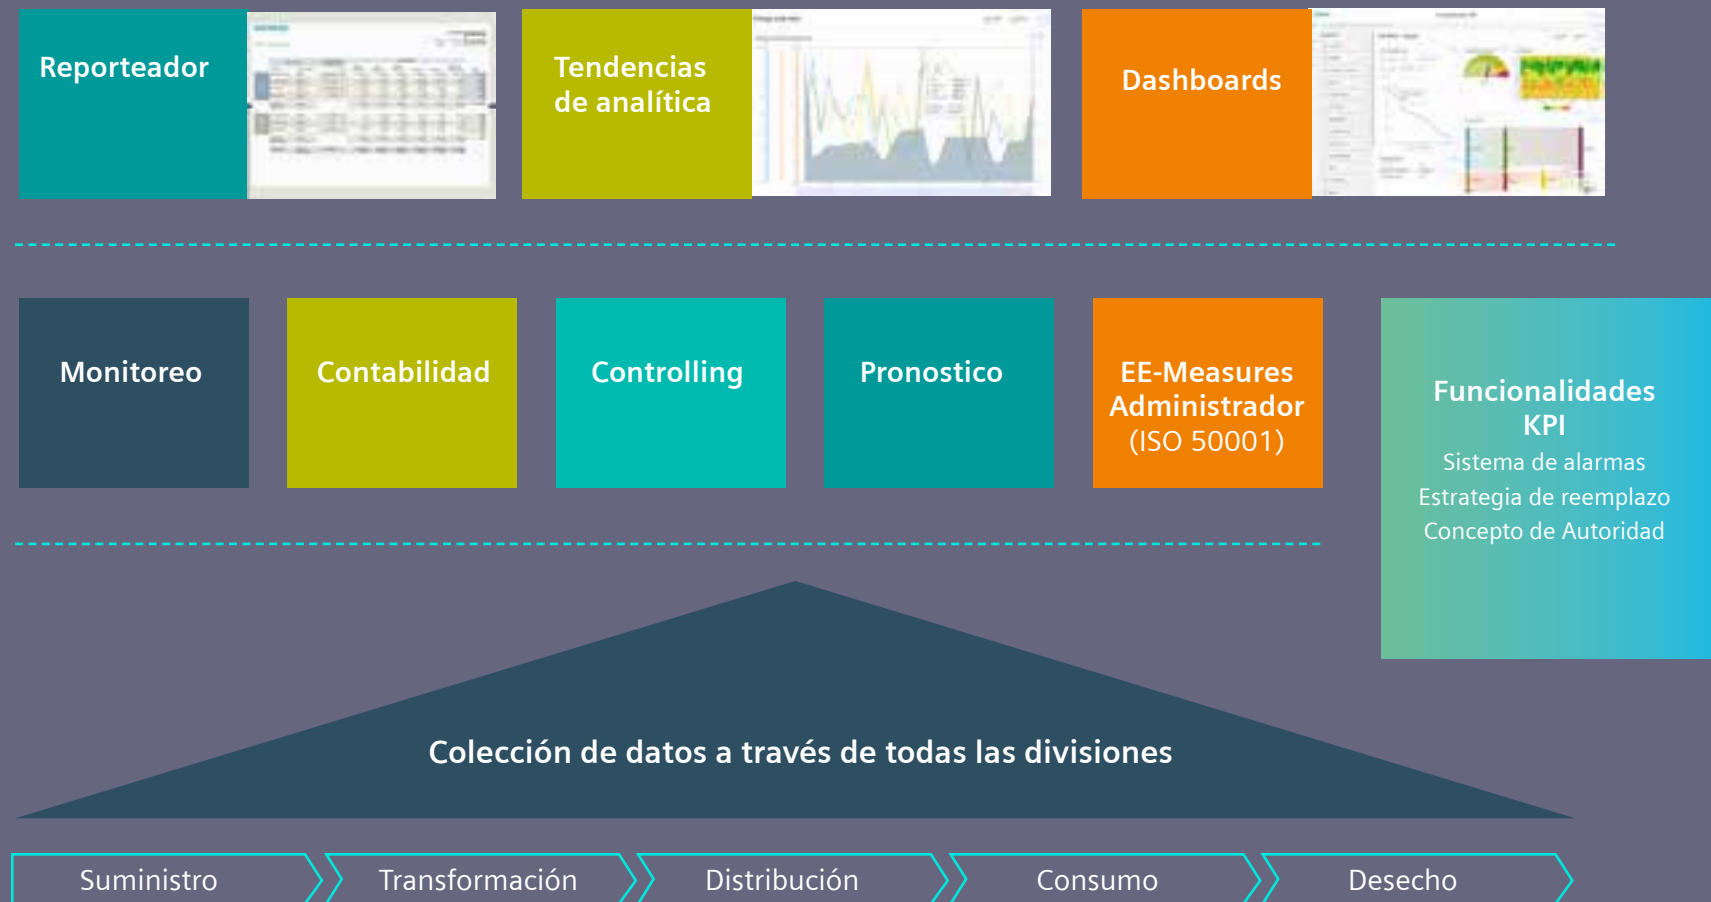 Reporteador
Tendencias
de analítica
Dashboards
Monitoreo
Contabilidad
Controlling
Pronostico
EE-Measures
Administrador
(ISO 50001)
Funcionalidades
KPI
Sistema de alarmas
Estrategia de reemplazo
Concepto de Autoridad
Colección de datos a través de todas las divisiones
Suministro
Transformación
Distribución
Consumo
Desecho